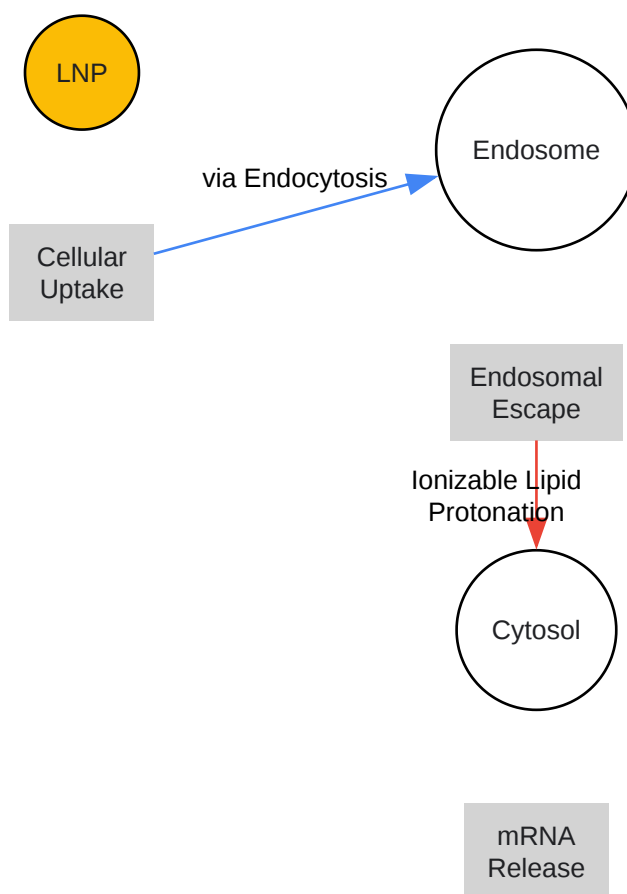 LNP
Endosome
via Endocytosis
Cellular
Uptake
Endosomal
Escape
Ionizable Lipid
Protonation
Cytosol
mRNA
Release